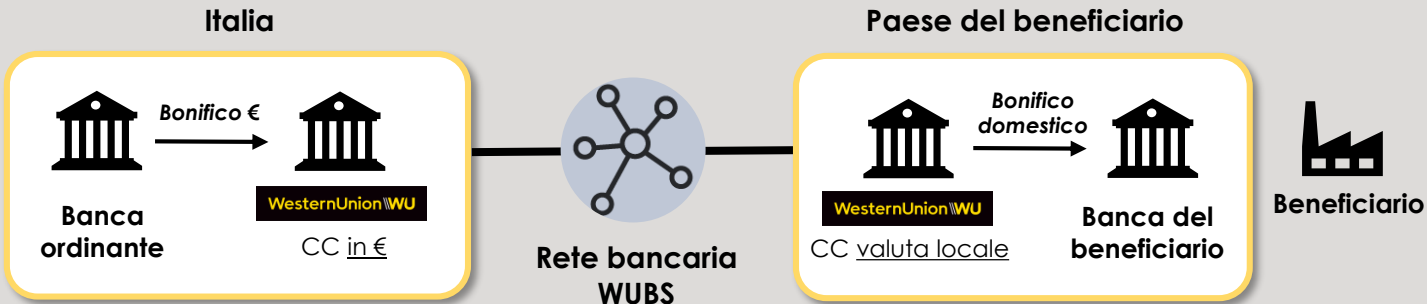 Italia
Bonifico €
Banca
ordinante
WesternUnion WU
CC in €
Rete bancaria
WUBS
Paese del beneficiario
Bonifico
domestico
WesternUnion WU
CC valuta locale
Banca del
beneficiario
Beneficiario